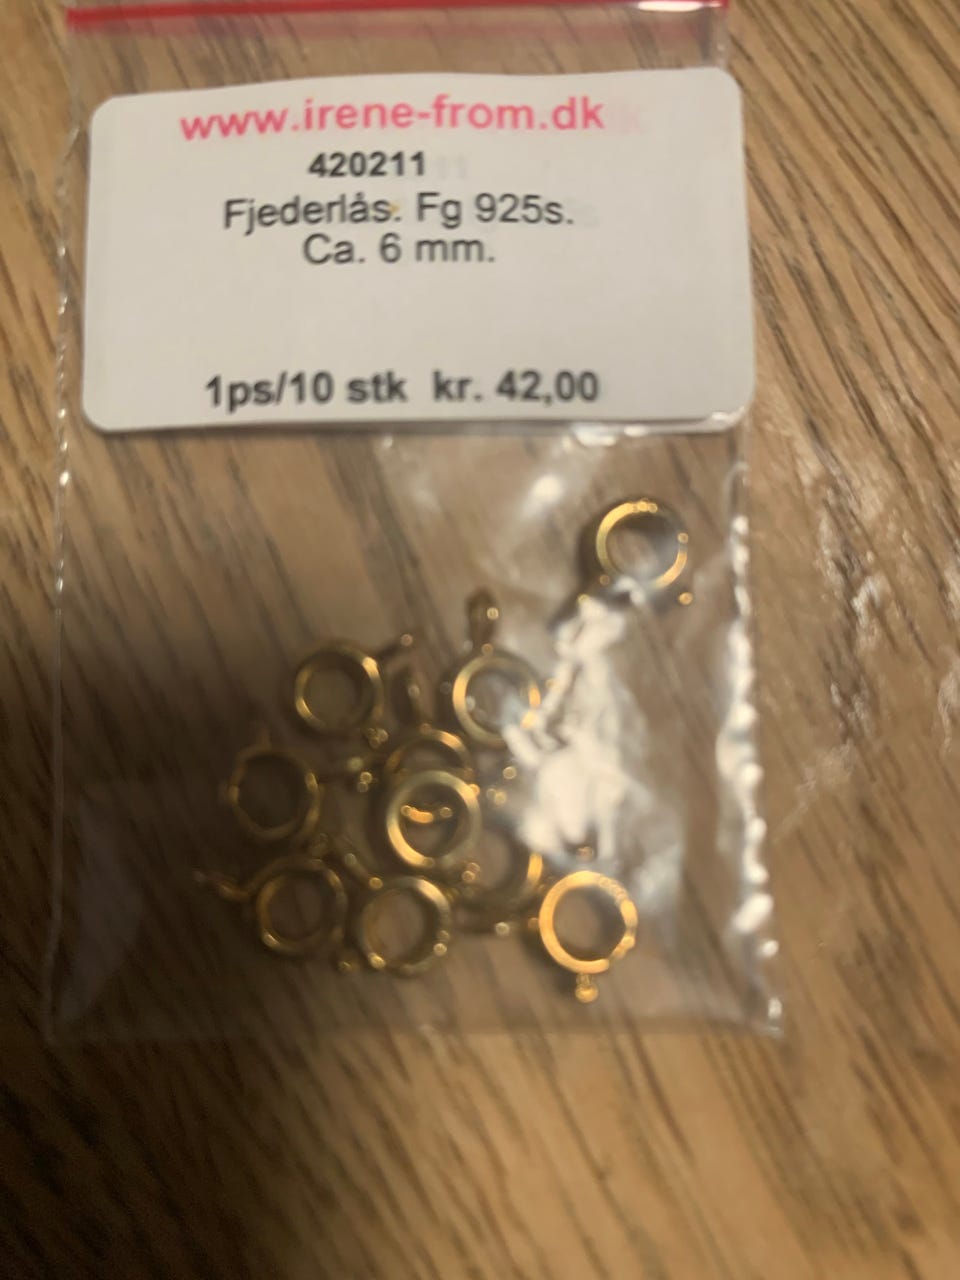 www.irene-from.dk
420211
Fjederlås. Fg 925s.
Ca. 6 mm.
1ps/10 stk kr. 42,00